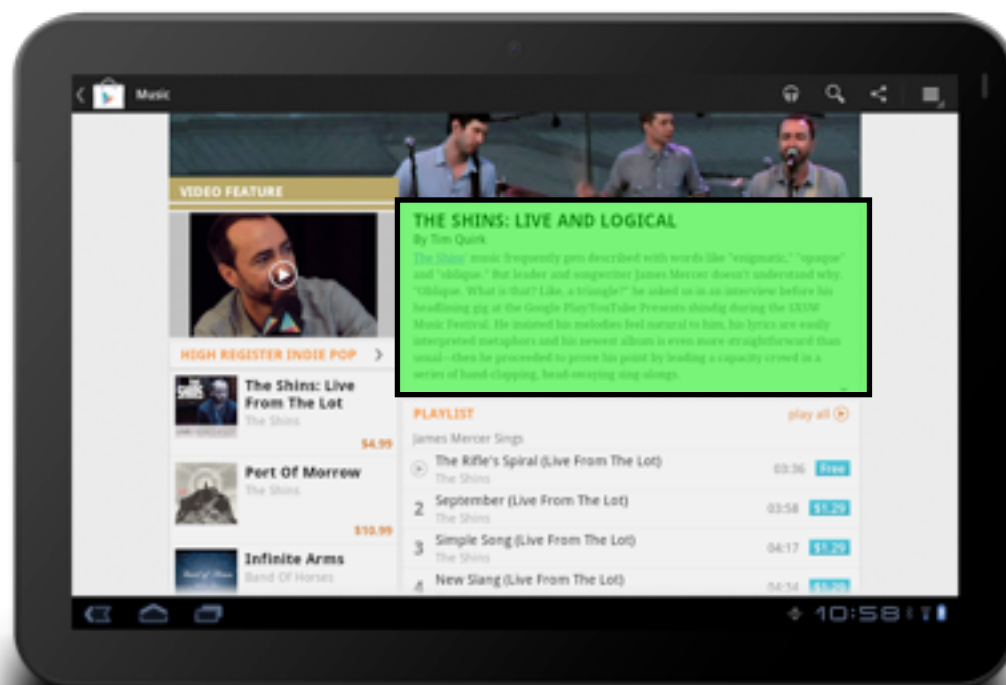 Music
VIDEO FEATURE
HIGH REGISTER INDIE POP
The Shins: Live
From The Lot
The Shins
$4.99
Port Of Morrow
The Shins
$10.99
Infinite Arms
Band Of Horses
THE SHINS: LIVE AND LOGICAL
By Tim Quirk
The Shins' music frequently gets described with words like "enigmatic," "opaque"
and "oblique." But leader and songwriter James Mercer doesn't understand why.
"Oblique. What is that? Like, a triangle?" he asked us in an interview before his
headlining gig at the Google Play/YouTube Presents shindig during the SXSW
Music Festival. He insisted his melodies feel natural to him, his lyrics are easily
interpreted metaphors and his newest album is even more straightforward than
usual—then he proceeded to prove his point by leading a capacity crowd in a
series of hand-clapping, head-swaying sing-alongs.
PLAYLIST
play all
James Mercer Sings
The Rifle's Spiral (Live From The Lot)
The Shins
03:36 Free
2 September (Live From The Lot)
The Shins
03:58 $1.29
3 Simple Song (Live From The Lot)
The Shins
04:17 $1.29
4 New Slang (Live From The Lot)
04:34 $1.29
10:58